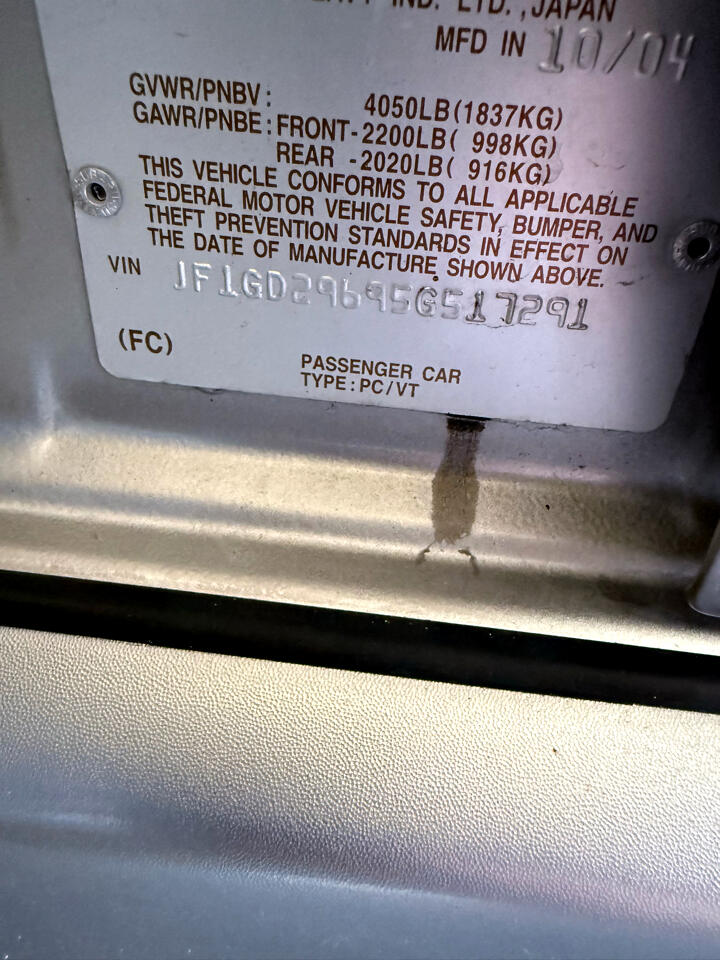 IND. LTD., JAPAN
MFD IN 10/04
GVWR/PNBV: 4050LB(1837KG)
GAWR/PNBE: FRONT-2200LB( 998KG)
REAR -2020LB( 916KG)
THIS VEHICLE CONFORMS TO ALL APPLICABLE
FEDERAL MOTOR VEHICLE SAFETY, BUMPER, AND
THEFT PREVENTION STANDARDS IN EFFECT ON
THE DATE OF MANUFACTURE SHOWN ABOVE.
VIN JF1GD29695G517291
(FC)
PASSENGER CAR
TYPE: PC/VT